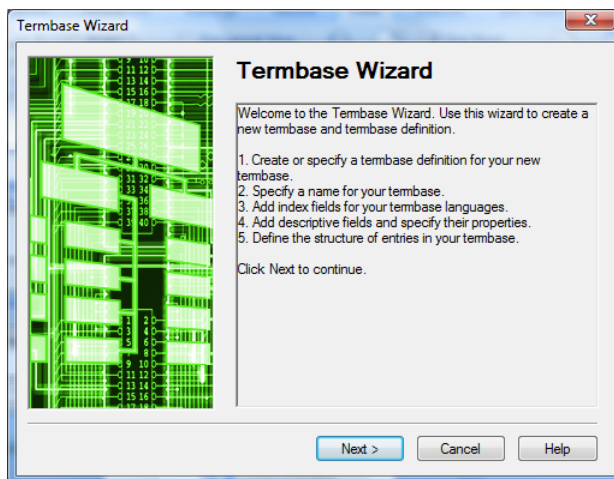 Termbase Wizard
Termbase Wizard
Welcome to the Termbase Wizard. Use this wizard to create a
new termbase and termbase definition.
1. Create or specify a termbase definition for your new
termbase.
2. Specify a name for your termbase.
3. Add index fields for your termbase languages.
4. Add descriptive fields and specify their properties.
5. Define the structure of entries in your termbase.
Click Next to continue.
Next >
Cancel
Help